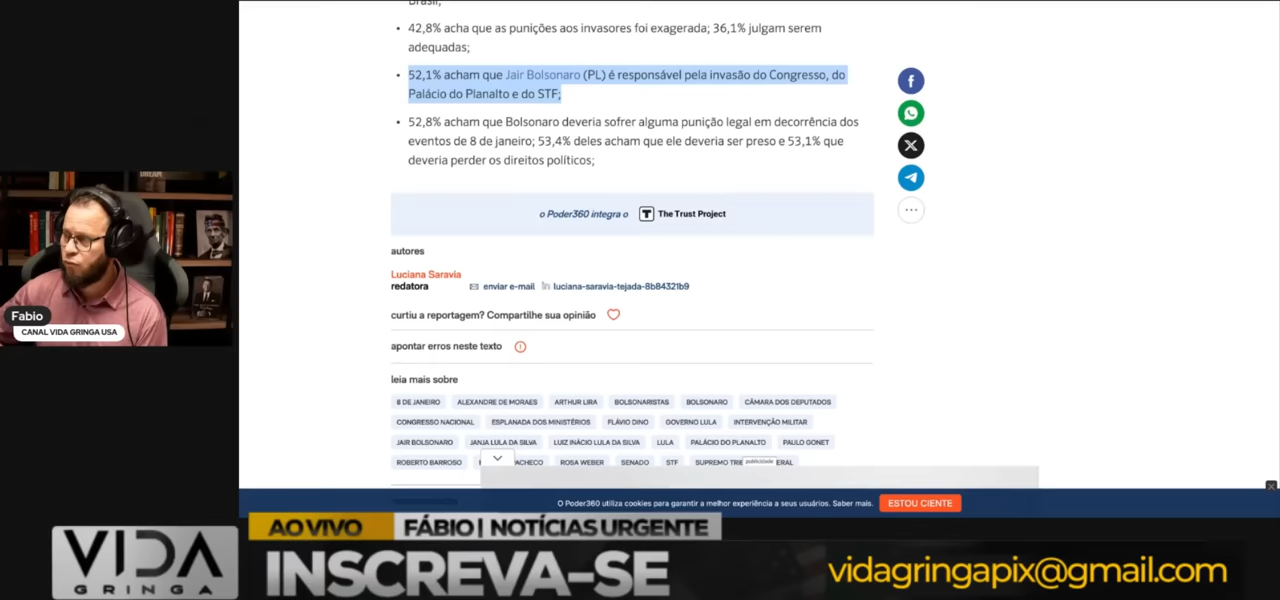 Brasil;
42,8% acha que as punições aos invasores foi exagerada; 36,1% julgam serem
adequadas;
52,1% acham que Jair Bolsonaro (PL) é responsável pela invasão do Congresso, do
Palácio do Planalto e do STF;
52,8% acham que Bolsonaro deveria sofrer alguma punição legal em decorrência dos
eventos de 8 de janeiro; 53,4% deles acham que ele deveria ser preso e 53,1% que
deveria perder os direitos políticos;
o Poder360 integra o T The Trust Project
autores
Luciana Saravia
redatora enviar e-mail in luciana-saravia-tejada-8b84321b9
curtiu a reportagem? Compartilhe sua opinião
apontar erros neste texto
leia mais sobre
8 DE JANEIRO ALEXANDRE DE MORAES ARTHUR LIRA BOLSONARISTAS BOLSONARO CÂMARA DOS DEPUTADOS
CONGRESSO NACIONAL ESPLANADA DOS MINISTÉRIOS FLÁVIO DINO GOVERNO LULA INTERVENÇÃO MILITAR
JAIR BOLSONARO JANJA LULA DA SILVA LUIZ INÁCIO LULA DA SILVA LULA PALÁCIO DO PLANALTO PAULO GONET
ROBERTO BARROSO PACHECO ROSA WEBER SENADO STF SUPREMO
publicidade
O Poder360 utiliza cookies para garantir a melhor experiência a seus usuários. Saber mais. ESTOU CIENTE
DREAM
Fabio
CANAL VIDA GRINGA USA
AO VIVO FÁBIO | NOTÍCIAS URGENTE
VIDA
GRINGA
INSCREVA-SE
vidagringapix@gmail.com